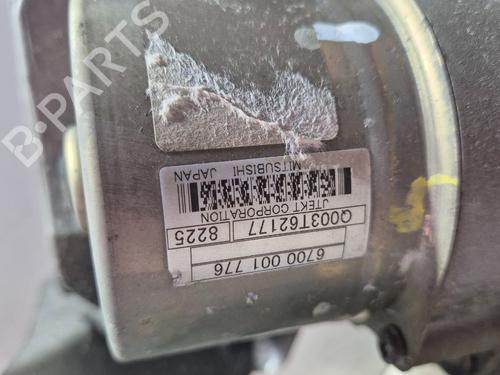 B-PARTS
6700 001 776
Q003T62177 8225
JTEKT CORPORATION
MITSUBISHI JAPAN